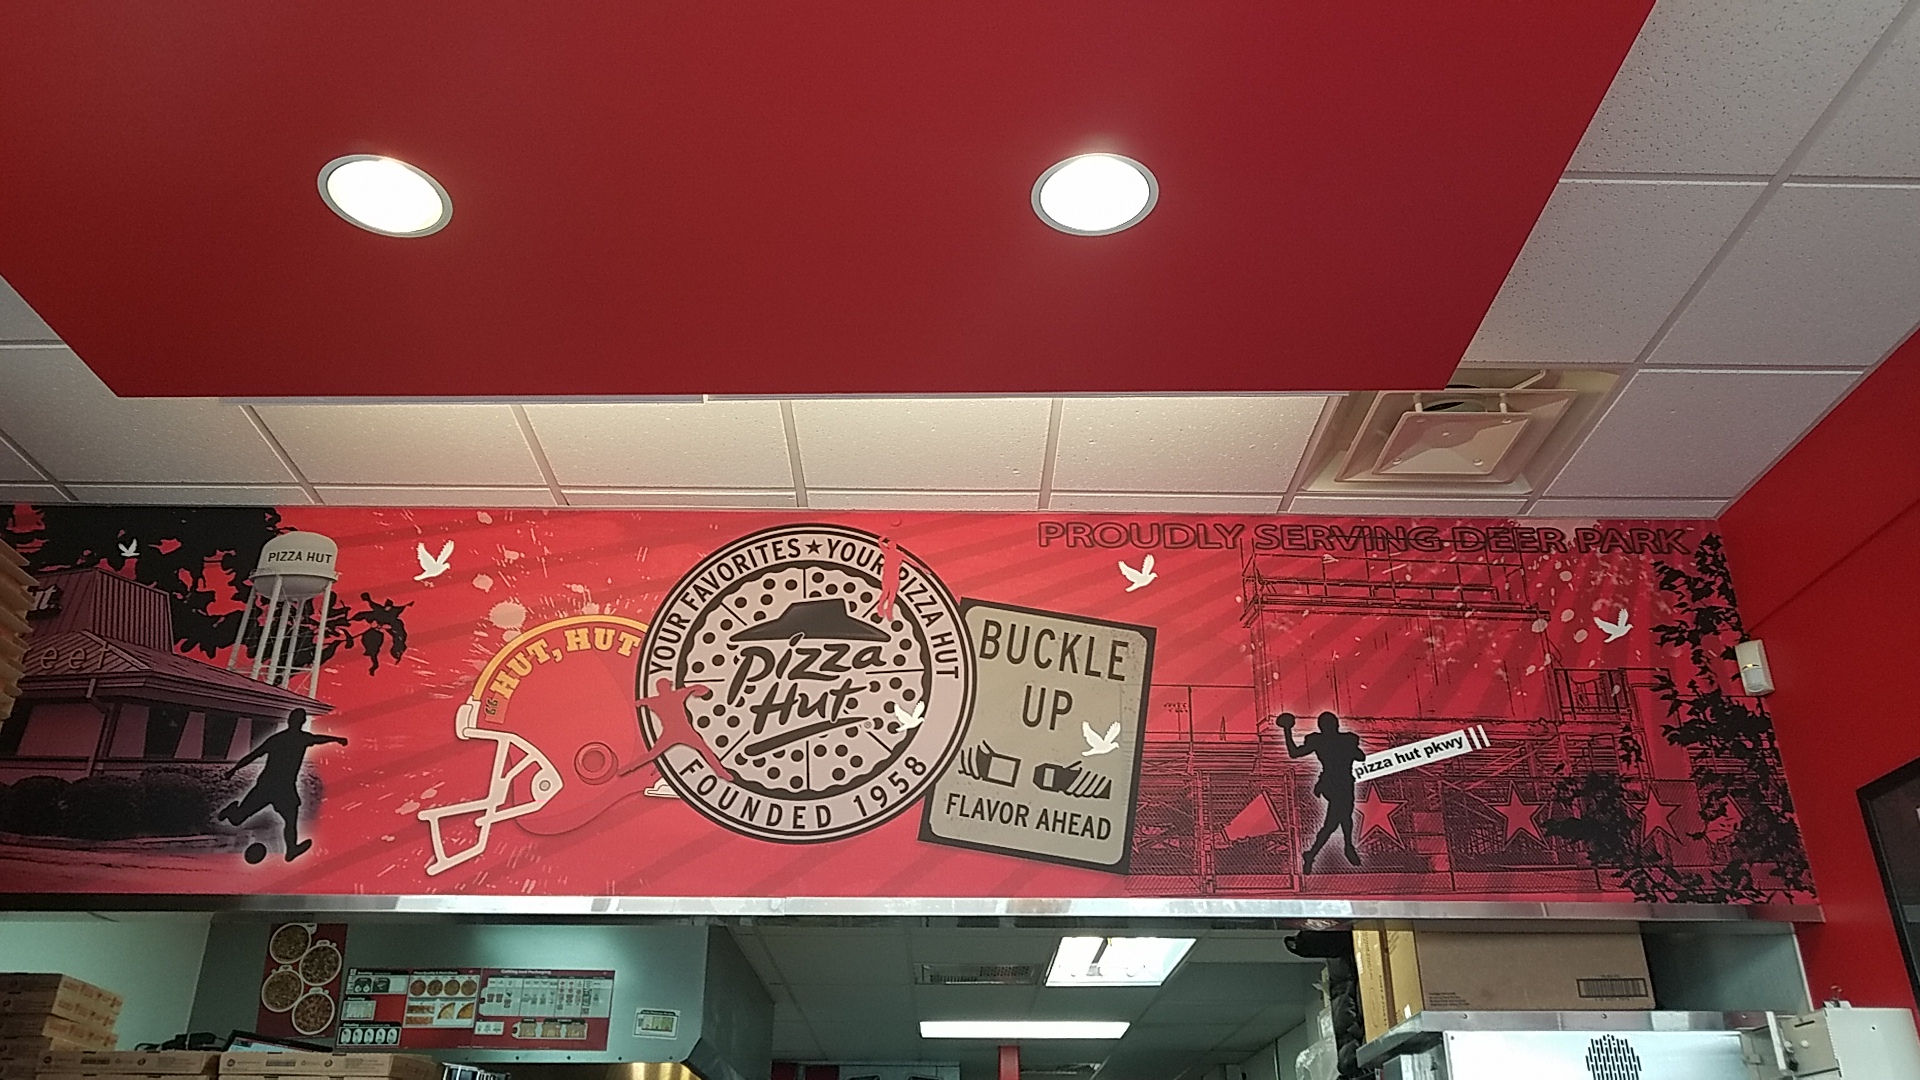 PROUDLY SERVING DEER PARK
PIZZA HUT
"HUT, HUT
YOUR FAVORITES ★ YOUR PIZZA HUT
Pizza
Hut
FOUNDED 1958
BUCKLE
UP
FLAVOR AHEAD
pizza hut pkwy